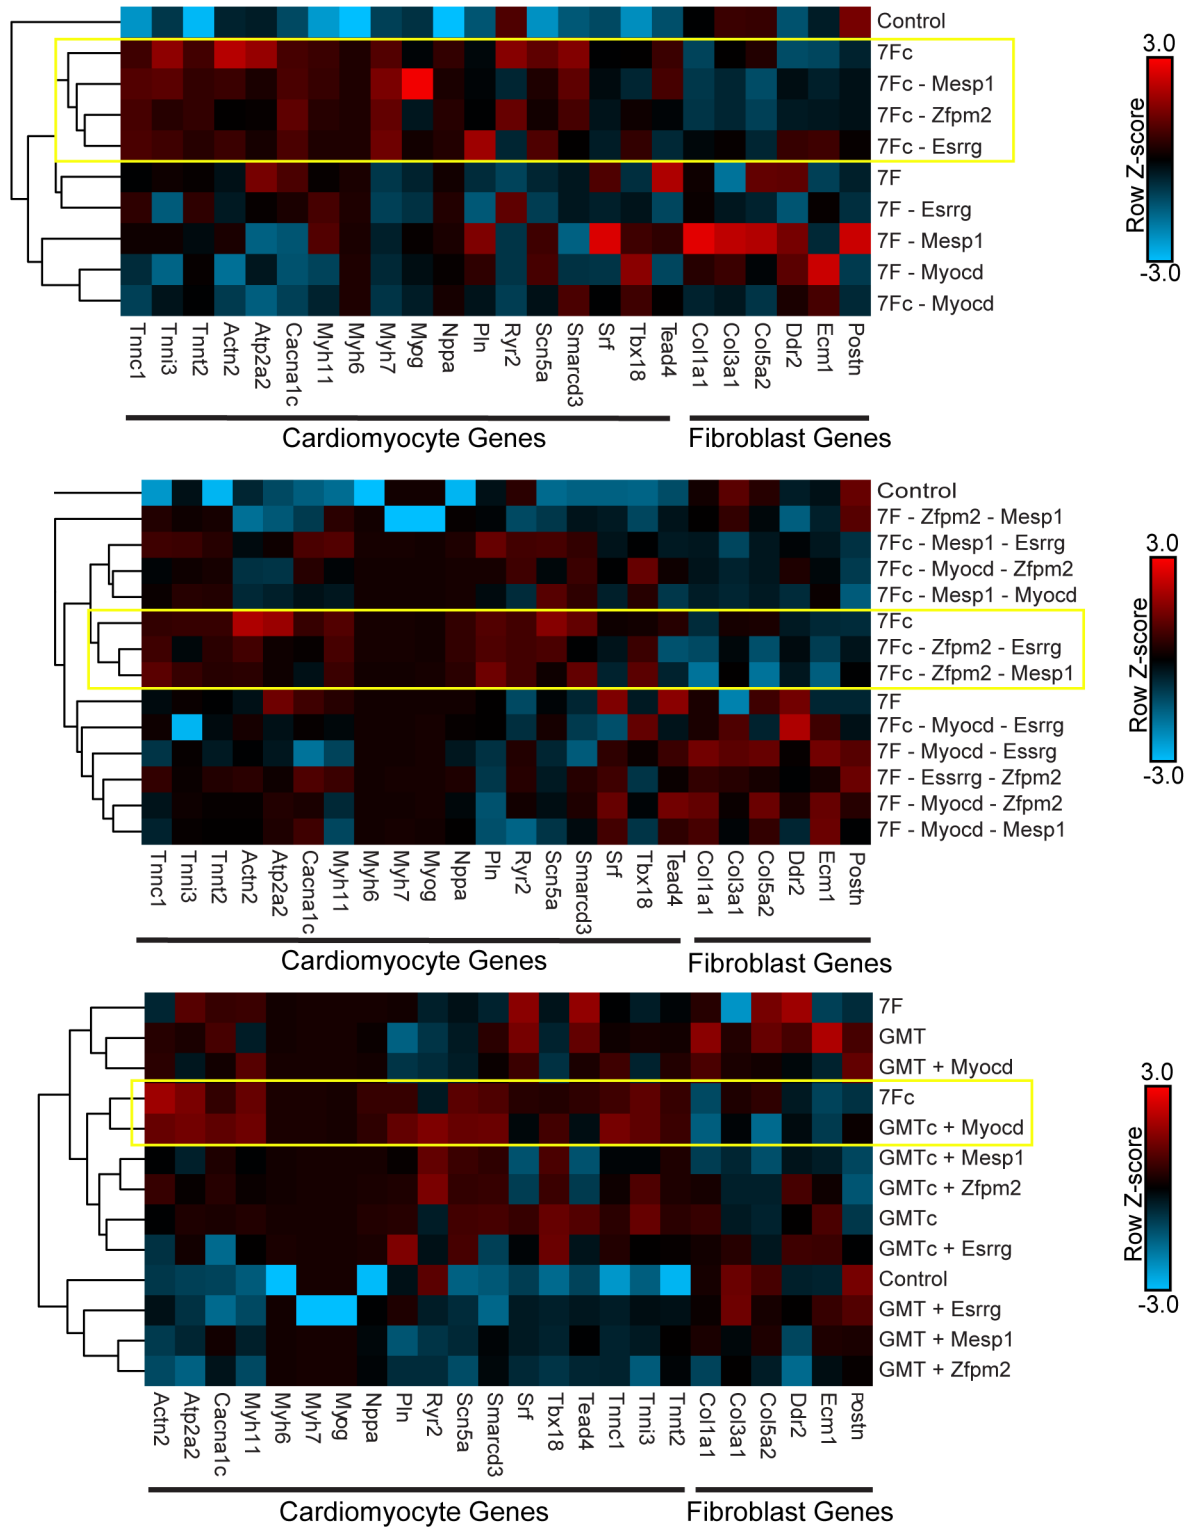 Control
7Fc
7Fc - Mesp1
7Fc - Zfpm2
7Fc - Esrrg
7F
7F - Esrrg
7F - Mesp1
7F - Myocd
7Fc - Myocd
Tnnc1 Tnni3 Tnnt2 Actn2 Atp2a2 Cacna1c Myh11 Myh6 Myh7 Myog Nppa Pln Ryr2 Scn5a Smarcd3 Srf Tbx18 Tead4 Col1a1 Col3a1 Col5a2 Ddr2 Ecm1 Postn
Cardiomyocyte Genes Fibroblast Genes
3.0
Row Z-score
-3.0
Control
7F - Zfpm2 - Mesp1
7Fc - Mesp1 - Esrrg
7Fc - Myocd - Zfpm2
7Fc - Mesp1 - Myocd
7Fc
7Fc - Zfpm2 - Esrrg
7Fc - Zfpm2 - Mesp1
7F
7Fc - Myocd - Esrrg
7F - Myocd - Essrg
7F - Essrrg - Zfpm2
7F - Myocd - Zfpm2
7F - Myocd - Mesp1
Tnnc1 Tnni3 Tnnt2 Actn2 Atp2a2 Cacna1c Myh11 Myh6 Myh7 Myog Nppa Pln Ryr2 Scn5a Smarcd3 Srf Tbx18 Tead4 Col1a1 Col3a1 Col5a2 Ddr2 Ecm1 Postn
Cardiomyocyte Genes Fibroblast Genes
3.0
Row Z-score
-3.0
7F
GMT
GMT + Myocd
7Fc
GMTc + Myocd
GMTc + Mesp1
GMTc + Zfpm2
GMTc
GMTc + Esrrg
Control
GMT + Esrrg
GMT + Mesp1
GMT + Zfpm2
Actn2 Atp2a2 Cacna1c Myh11 Myh6 Myh7 Myog Nppa Pln Ryr2 Scn5a Smarcd3 Srf Tbx18 Tead4 Tnnc1 Tnni3 Tnnt2 Col1a1 Col3a1 Col5a2 Ddr2 Ecm1 Postn
Cardiomyocyte Genes Fibroblast Genes
3.0
Row Z-score
-3.0